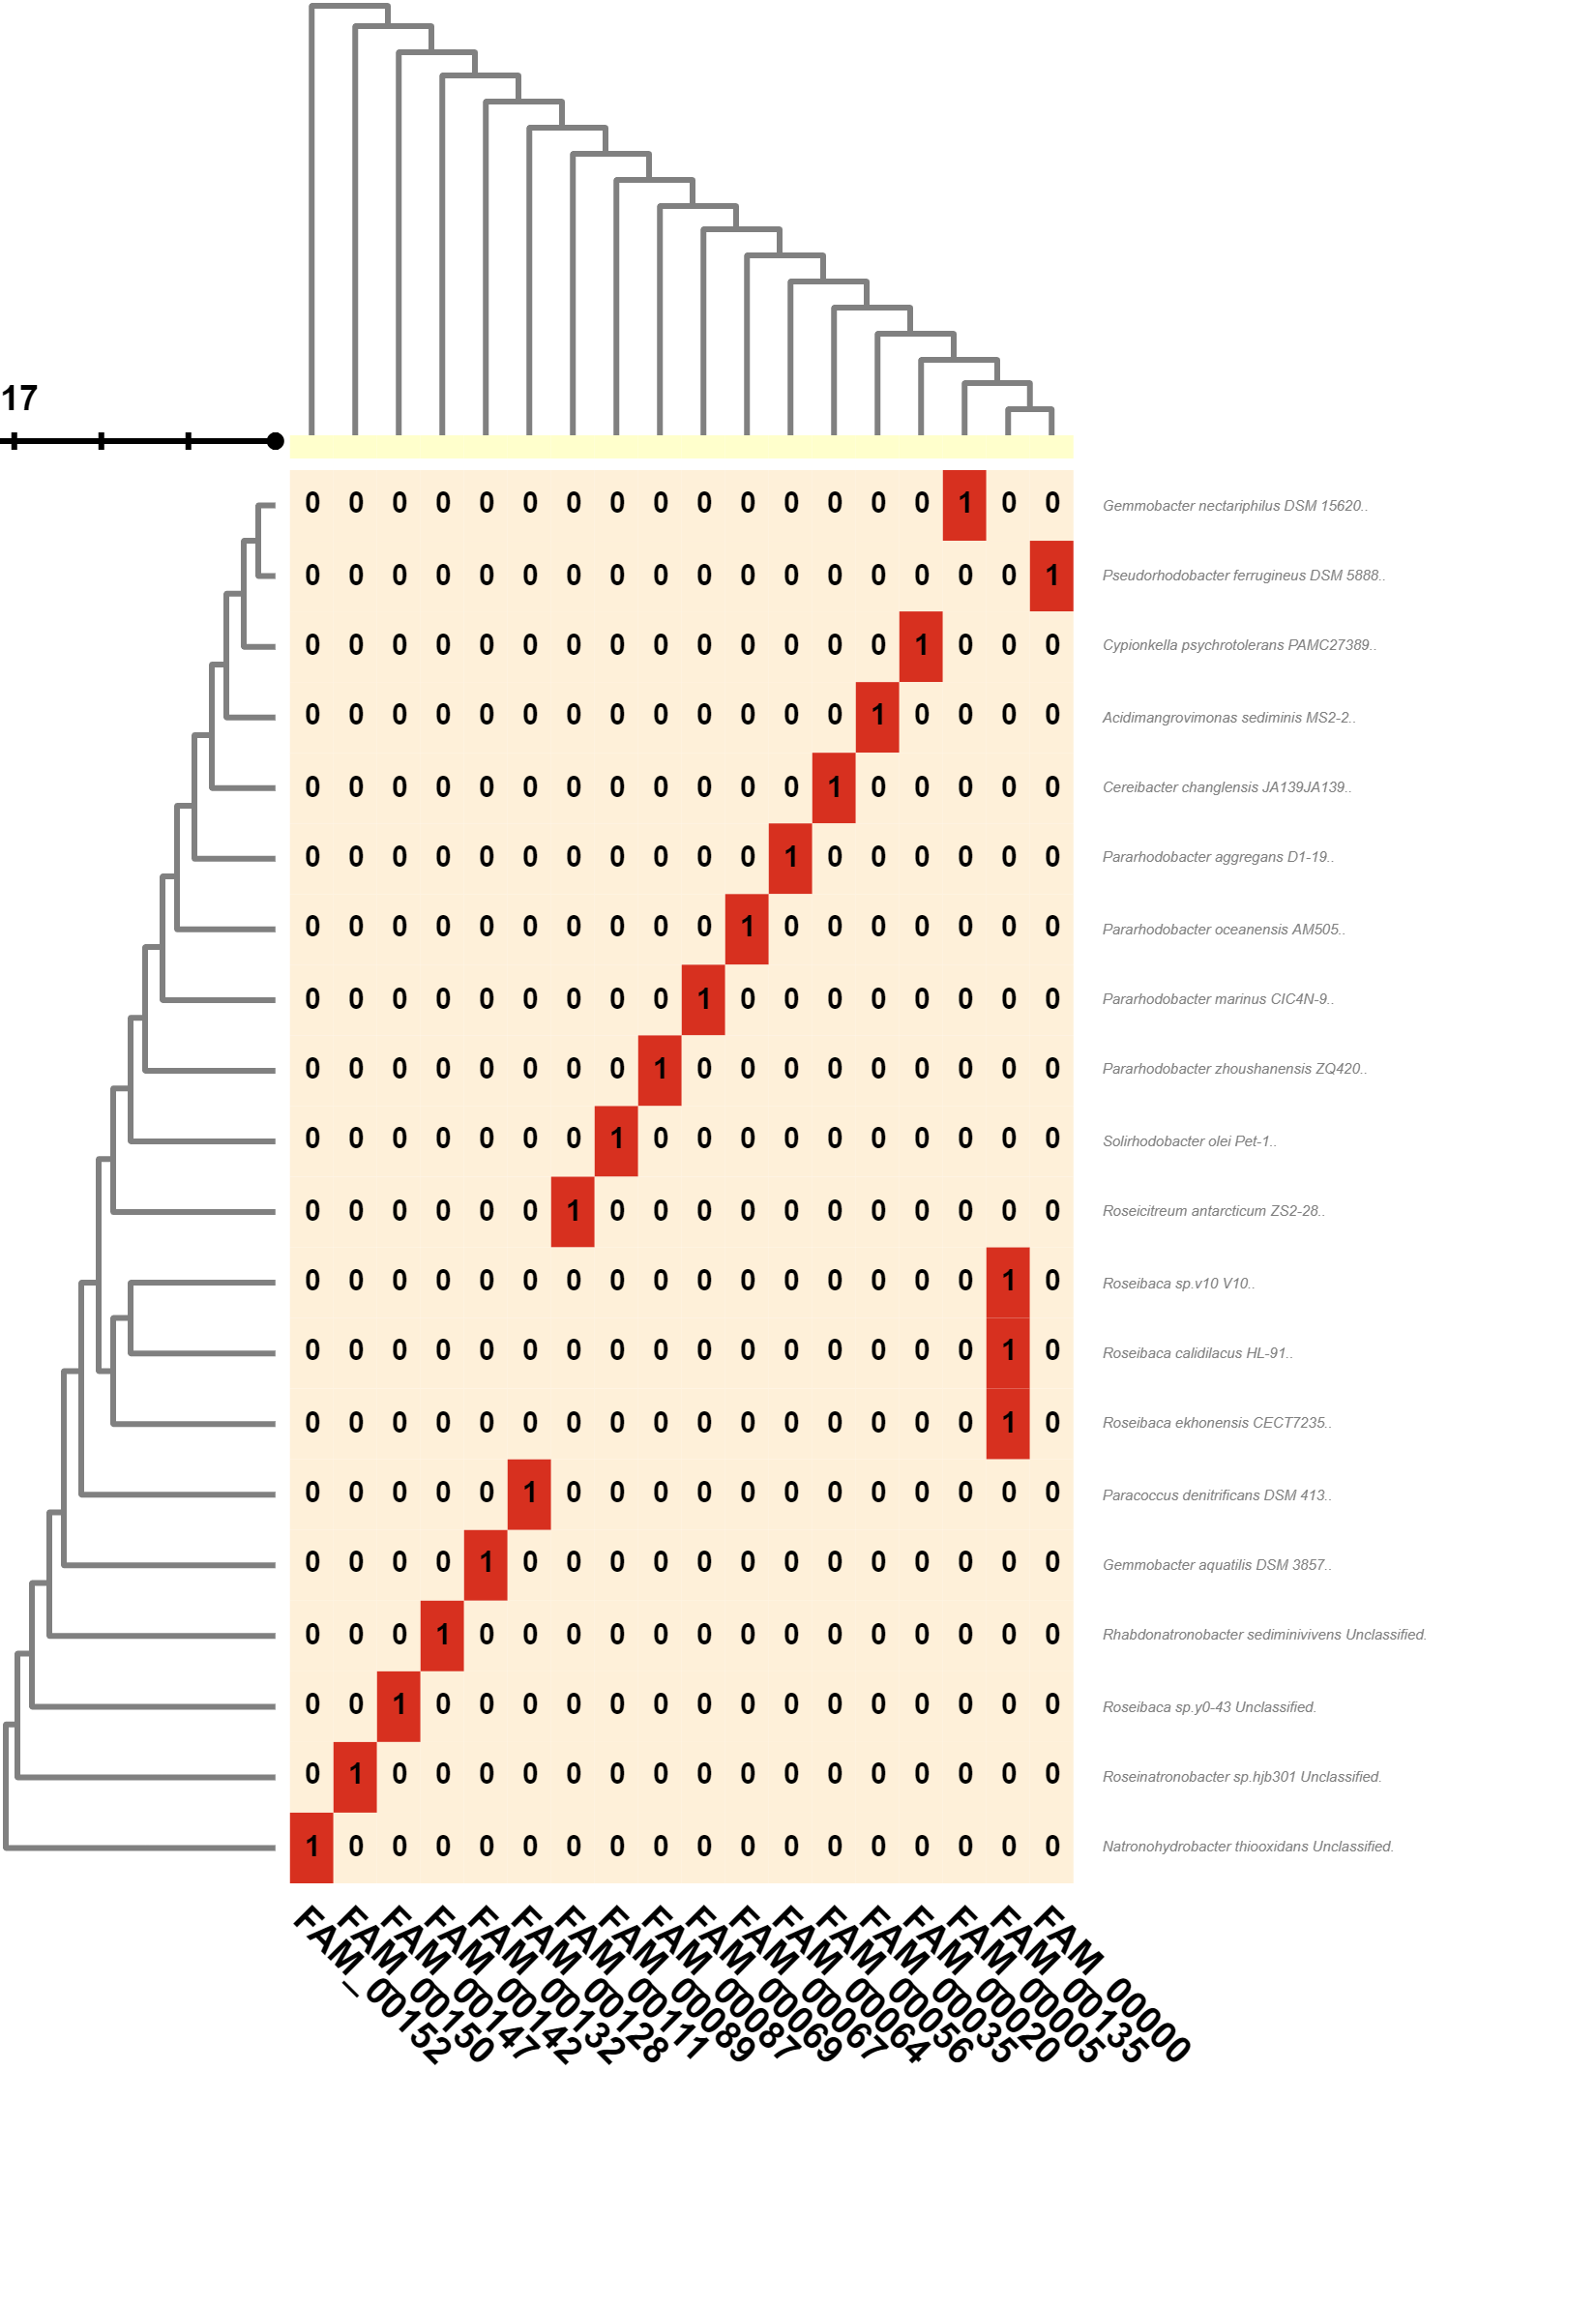 17
0 0 0 0 0 0 0 0 0 0 0 0 0 0 0 1 0 0 Gemmobacter nectariphilus DSM 15620..
0 0 0 0 0 0 0 0 0 0 0 0 0 0 0 0 0 1 Pseudorhodobacter ferrugineus DSM 5888..
0 0 0 0 0 0 0 0 0 0 0 0 0 0 1 0 0 0 Cypionkella psychrotolerans PAMC27389..
0 0 0 0 0 0 0 0 0 0 0 0 0 1 0 0 0 0 Acidimangrovimonas sediminis MS2-2..
0 0 0 0 0 0 0 0 0 0 0 0 1 0 0 0 0 0 Cereibacter changlensis JA139JA139..
0 0 0 0 0 0 0 0 0 0 0 1 0 0 0 0 0 0 Pararhodobacter aggregans D1-19..
0 0 0 0 0 0 0 0 0 0 1 0 0 0 0 0 0 0 Pararhodobacter oceanensis AM505..
0 0 0 0 0 0 0 0 0 1 0 0 0 0 0 0 0 0 Pararhodobacter marinus CIC4N-9..
0 0 0 0 0 0 0 0 1 0 0 0 0 0 0 0 0 0 Pararhodobacter zhoushanensis ZQ420..
0 0 0 0 0 0 0 1 0 0 0 0 0 0 0 0 0 0 Solirhodobacter olei Pet-1..
0 0 0 0 0 0 1 0 0 0 0 0 0 0 0 0 0 0 Roseicitreum antarcticum ZS2-28..
0 0 0 0 0 0 0 0 0 0 0 0 0 0 0 0 1 0 Roseibaca sp.v10 V10..
0 0 0 0 0 0 0 0 0 0 0 0 0 0 0 0 1 0 Roseibaca calidilacus HL-91..
0 0 0 0 0 0 0 0 0 0 0 0 0 0 0 0 1 0 Roseibaca ekhonensis CECT7235..
0 0 0 0 0 1 0 0 0 0 0 0 0 0 0 0 0 0 Paracoccus denitrificans DSM 413..
0 0 0 0 1 0 0 0 0 0 0 0 0 0 0 0 0 0 Gemmobacter aquatilis DSM 3857..
0 0 0 1 0 0 0 0 0 0 0 0 0 0 0 0 0 0 Rhabdonatronobacter sediminivivens Unclassified.
0 0 1 0 0 0 0 0 0 0 0 0 0 0 0 0 0 0 Roseibaca sp.y0-43 Unclassified.
0 1 0 0 0 0 0 0 0 0 0 0 0 0 0 0 0 0 Roseinatronobacter sp.hjb301 Unclassified.
1 0 0 0 0 0 0 0 0 0 0 0 0 0 0 0 0 0 Natronohydrobacter thiooxidans Unclassified.
FAM_00152
FAM_00150
FAM_00147
FAM_00142
FAM_00132
FAM_00128
FAM_00111
FAM_00089
FAM_00087
FAM_00069
FAM_00067
FAM_00064
FAM_00056
FAM_00035
FAM_00020
FAM_00005
FAM_00135
FAM_00000